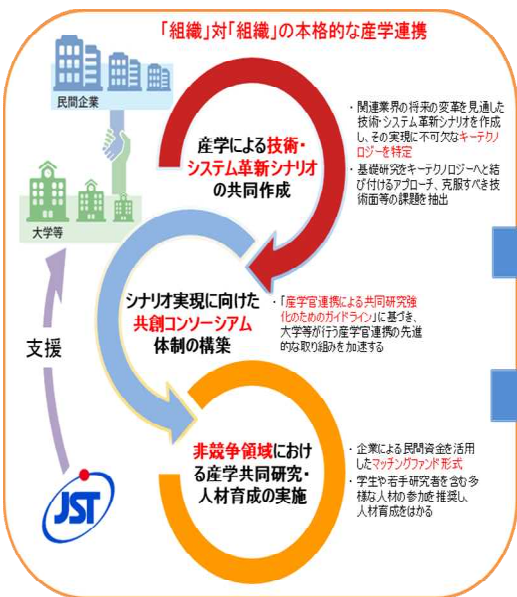 「組織」対「組織」の本格的な産学連携
民間企業
大学等
支援
JST
産学による技術・
システム革新シナリオ
の共同作成
・ 関連業界の将来の変革を見通した
技術・システム革新シナリオを作成
し、その実現に不可欠なキーテクノ
ロジーを特定
・ 基礎研究をキーテクノロジーへと結
び付けるアプローチ、克服すべき技
術面等の課題を抽出
シナリオ実現に向けた
共創コンソーシアム
体制の構築
・ 「産学官連携による共同研究強
化のためのガイドライン」に基づき、
大学等が行う産学官連携の先進
的な取り組みを加速する
非競争領域におけ
る産学共同研究・
人材育成の実施
・ 企業による民間資金を活用
したマッチングファンド形式
・ 学生や若手研究者を含む多
様な人材の参加を推奨し、
人材育成をはかる